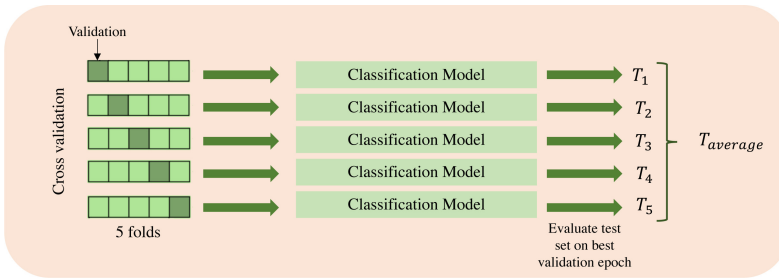 Validation
Cross validation
Classification Model T₁
Classification Model T₂
Classification Model T₃
Classification Model T₄
Classification Model T₅
T_average
5 folds
Evaluate test
set on best
validation epoch